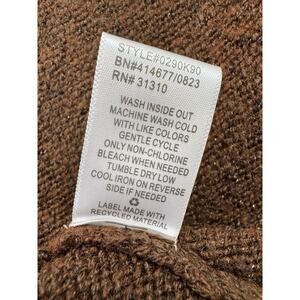 STYLE#0290K90
BN#414677/0823
RN# 31310
WASH INSIDE OUT
MACHINE WASH COLD
WITH LIKE COLORS
GENTLE CYCLE
ONLY NON-CHLORINE
BLEACH WHEN NEEDED
TUMBLE DRY LOW
COOL IRON ON REVERSE
SIDE IF NEEDED
LABEL MADE WITH
RECYCLED MATERIAL